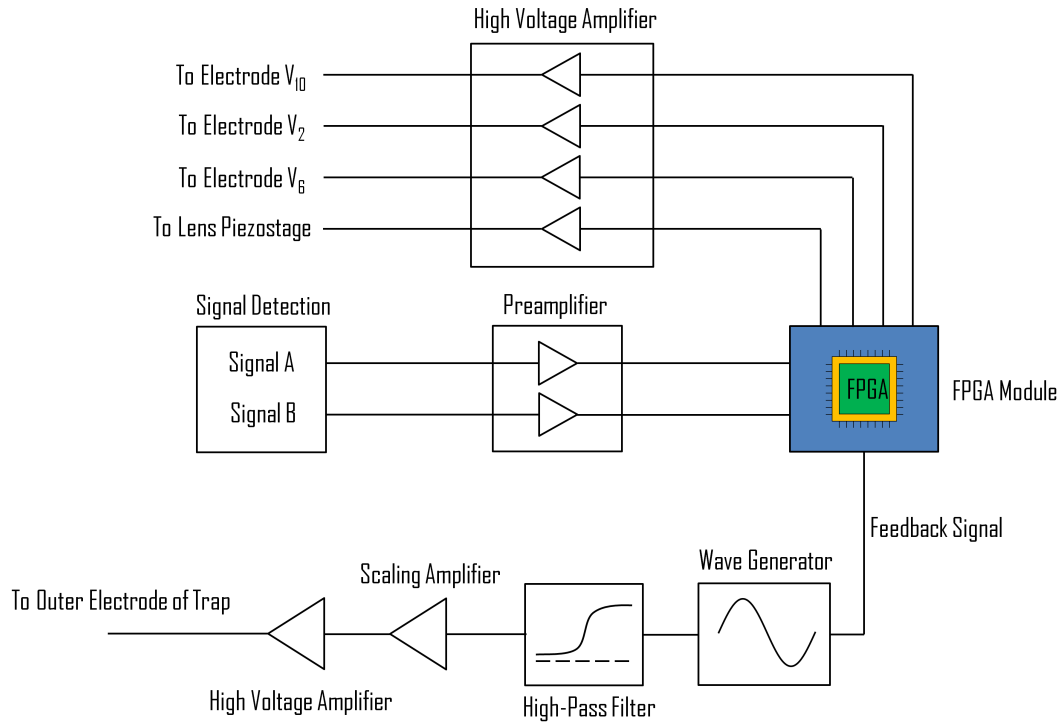 High Voltage Amplifier
To Electrode V10
To Electrode V2
To Electrode V6
To Lens Piezostage
Signal Detection
Preamplifier
Signal A
Signal B
FPGA
FPGA Module
Feedback Signal
Wave Generator
Scaling Amplifier
To Outer Electrode of Trap
High Voltage Amplifier
High-Pass Filter